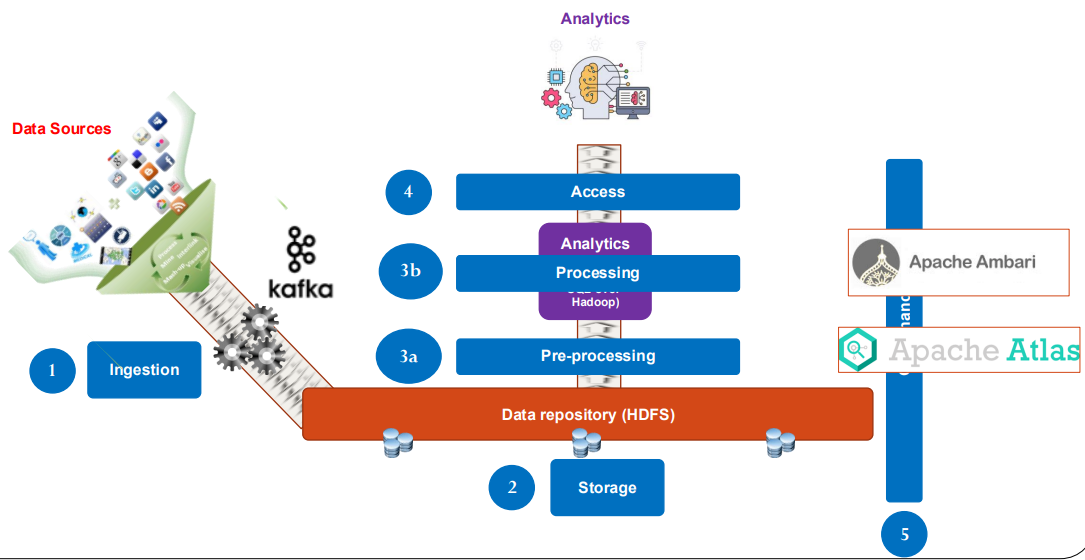 Analytics
Data Sources
4
Access
Analytics
3b
Processing
Hadoop)
kafka
Apache Ambari
3a
Pre-processing
Apache Atlas
1
Ingestion
Data repository (HDFS)
2
Storage
5